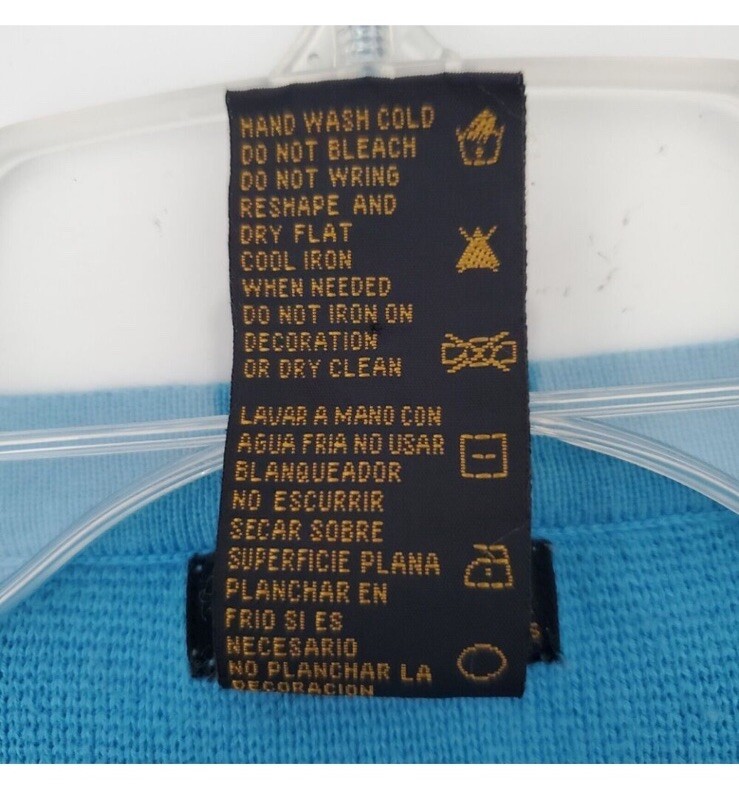 HAND WASH COLD
DO NOT BLEACH
DO NOT WRING
RESHAPE AND
DRY FLAT
COOL IRON
WHEN NEEDED
DO NOT IRON ON
DECORATION
OR DRY CLEAN
LAVAR A MANO CON
AGUA FRIA NO USAR
BLANQUEADOR
NO ESCURRIR
SECAR SOBRE
SUPERFICIE PLANA
PLANCHAR EN
FRIO SI ES
NECESARIO
NO PLANCHAR LA
DECORACION
S